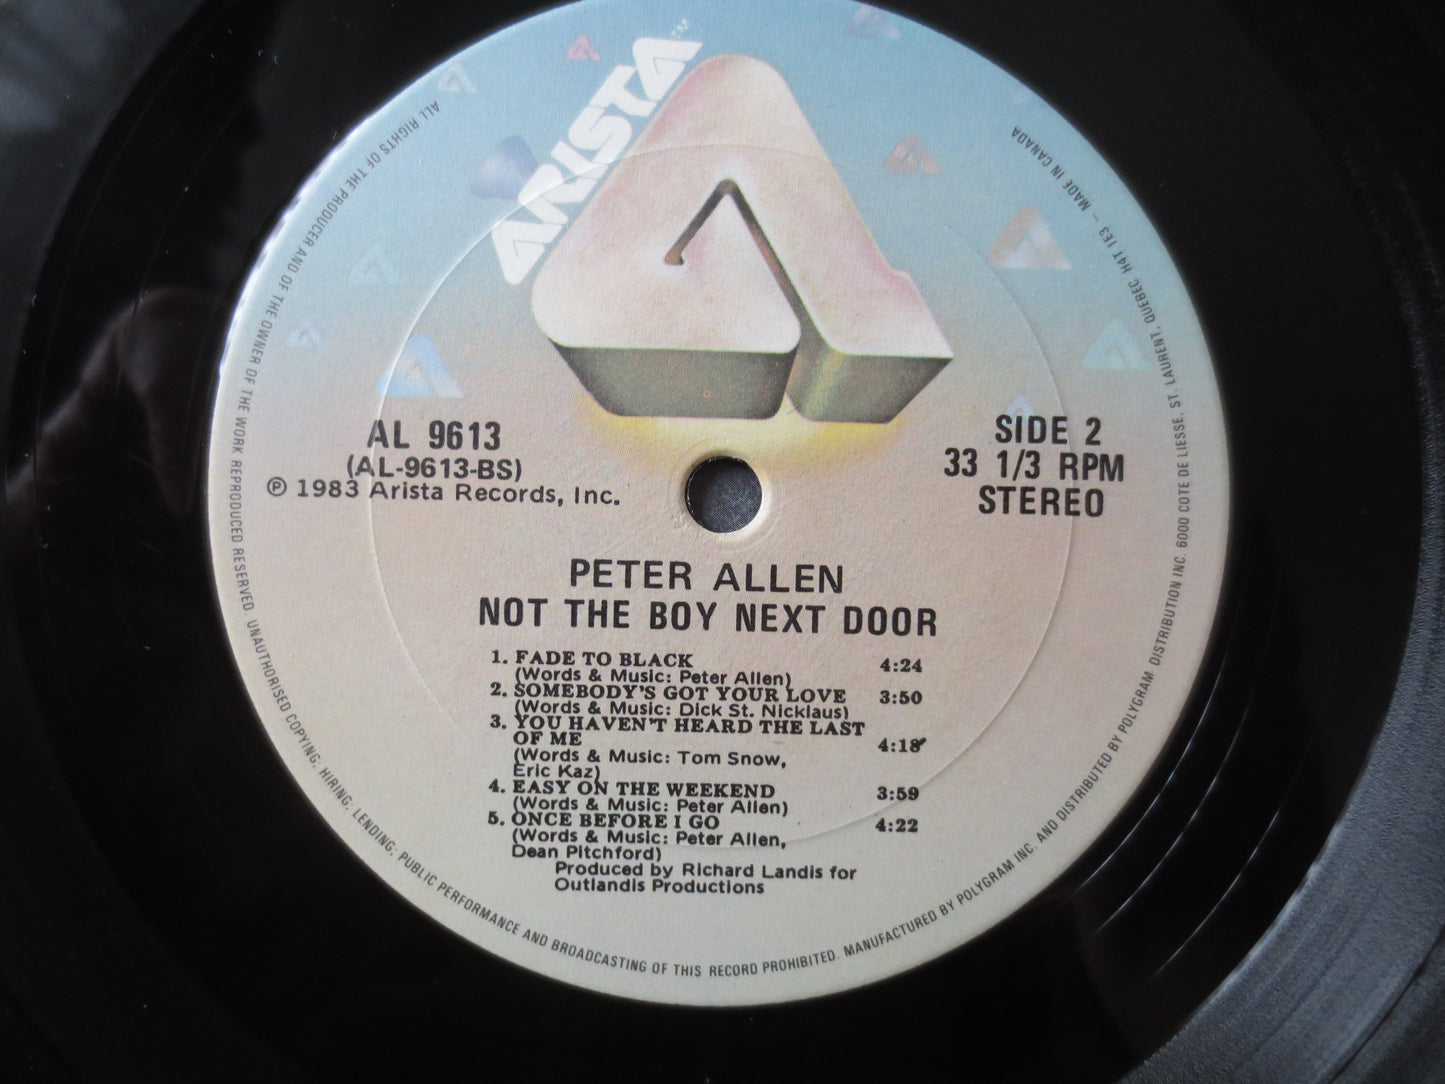 ARISTA™
AL 9613
(AL-9613-BS)
℗ 1983 Arista Records, Inc.
SIDE 2
33 1/3 RPM
STEREO
PETER ALLEN
NOT THE BOY NEXT DOOR
1. FADE TO BLACK 4:24
(Words & Music: Peter Allen)
2. SOMEBODY'S GOT YOUR LOVE 3:50
(Words & Music: Dick St. Nicklaus)
3. YOU HAVEN'T HEARD THE LAST
OF ME 4:18
(Words & Music: Tom Snow,
Eric Kaz)
4. EASY ON THE WEEKEND 3:59
(Words & Music: Peter Allen)
5. ONCE BEFORE I GO 4:22
(Words & Music: Peter Allen,
Dean Pitchford)
Produced by Richard Landis for
Outlandis Productions
ALL RIGHTS OF THE PRODUCER AND OF THE OWNER OF THE WORK REPRODUCED RESERVED. UNAUTHORISED COPYING; HIRING; LENDING; PUBLIC PERFORMANCE AND BROADCASTING OF THIS RECORD PROHIBITED. MANUFACTURED BY POLYGRAM INC. AND DISTRIBUTED BY POLYGRAM DISTRIBUTION INC. 6000 COTE DE LIESSE, ST. LAURENT, QUEBEC H4T 1E3 – MADE IN CANADA